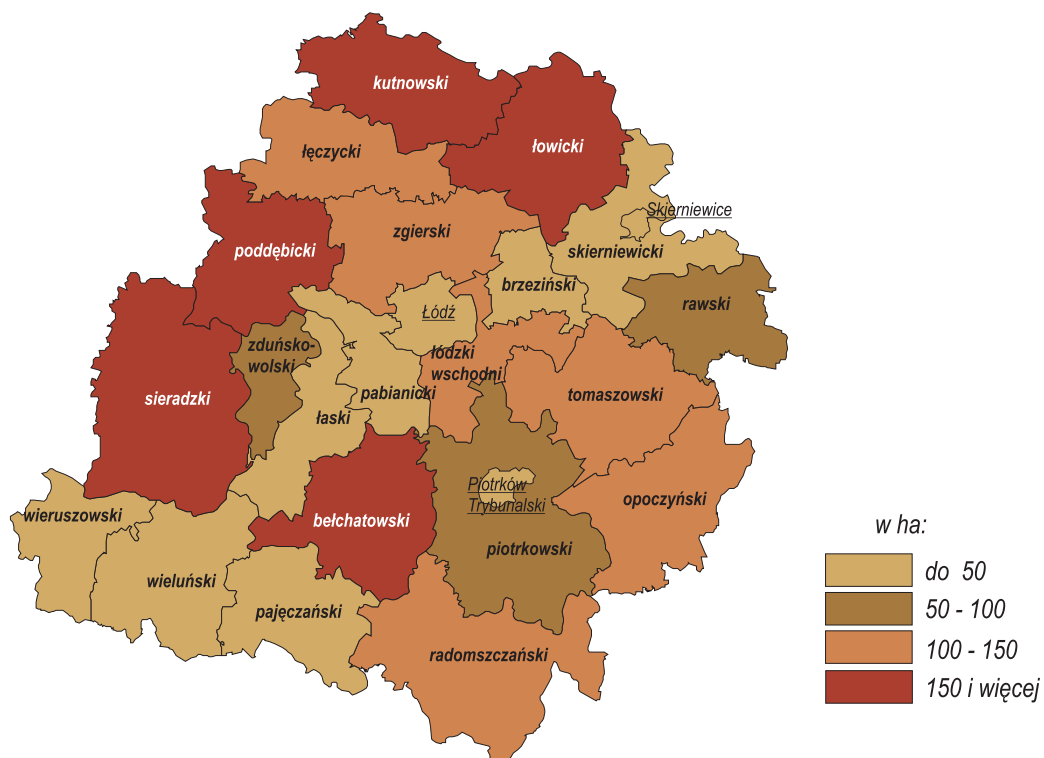 kutnowski
łowicki
łęczycki
Skierniewice
zgierski
poddębicki
skierniewicki
brzeziński
rawski
Łódź
zduńsko-
wolski
łódzki
wschodni
pabianicki
sieradzki
łaski
tomaszowski
Piotrków
Trybunalski
opoczyński
wieruszowski
bełchatowski
piotrkowski
wieluński
pajęczański
radomszczański
w ha:
do 50
50 - 100
100 - 150
150 i więcej